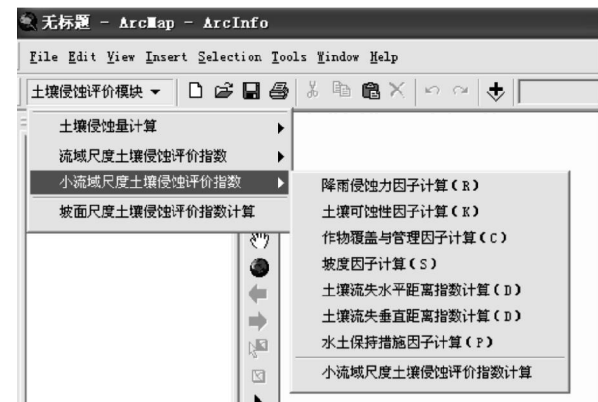 无标题 - ArcMap - ArcInfo
File Edit View Insert Selection Tools Window Help
土壤侵蚀评价模块
土壤侵蚀量计算
流域尺度土壤侵蚀评价指数
小流域尺度土壤侵蚀评价指数
坡面尺度土壤侵蚀评价指数计算
降雨侵蚀力因子计算(R)
土壤可蚀性因子计算(K)
作物覆盖与管理因子计算(C)
坡度因子计算(S)
土壤流失水平距离指数计算(D)
土壤流失垂直距离指数计算(D)
水土保持措施因子计算(P)
小流域尺度土壤侵蚀评价指数计算